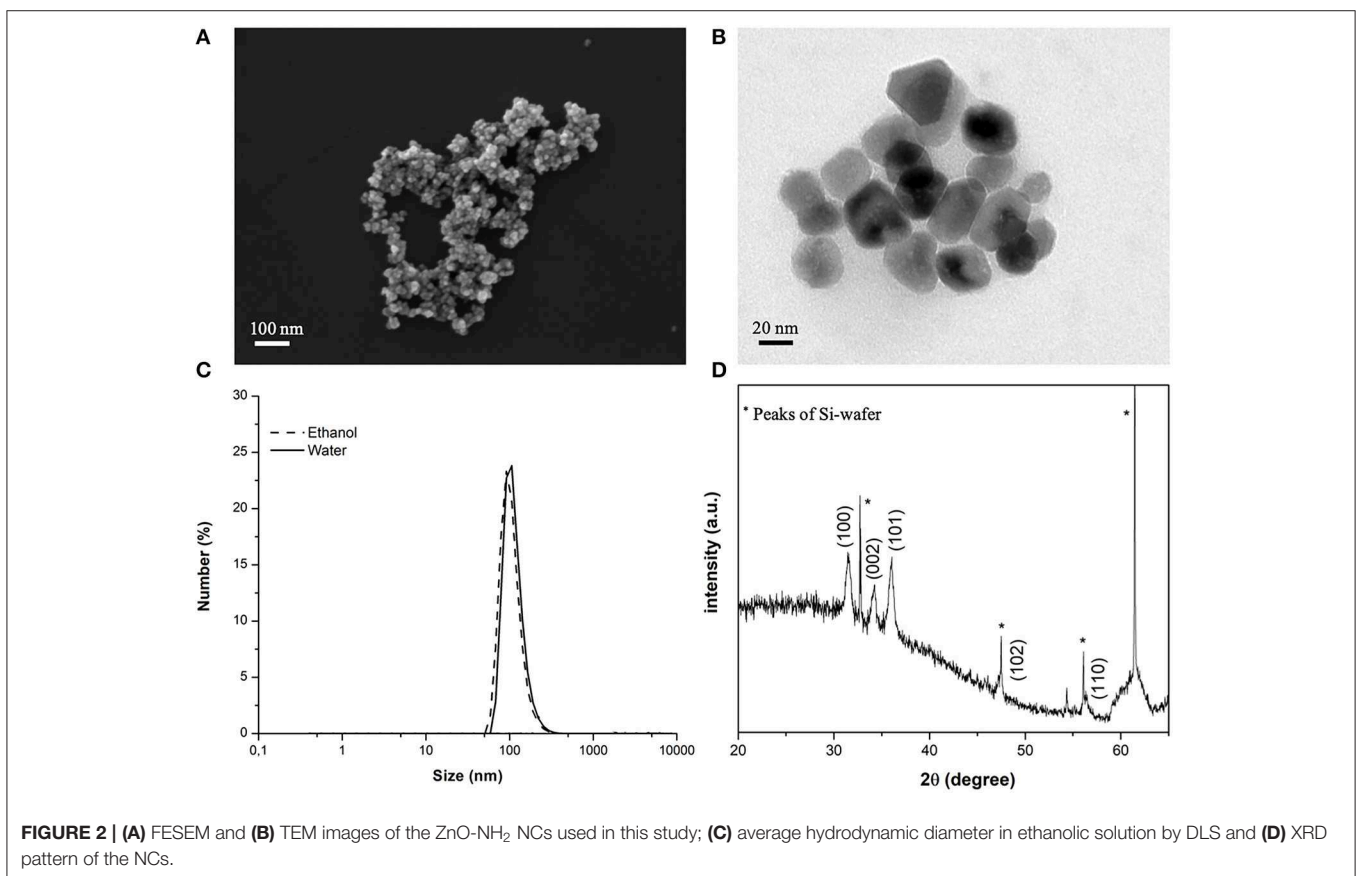 A
B
100 nm
20 nm
C
D
30
25
20
15
10
5
0
Number (%)
Ethanol
Water
0,1 1 10 100 1000 10000
Size (nm)
* Peaks of Si-wafer
*
*
*
*
(100)
(002)
(101)
(102)
(110)
intensity (a.u.)
20 30 40 50 60
2θ (degree)
FIGURE 2 | (A) FESEM and (B) TEM images of the ZnO-NH₂ NCs used in this study; (C) average hydrodynamic diameter in ethanolic solution by DLS and (D) XRD
pattern of the NCs.